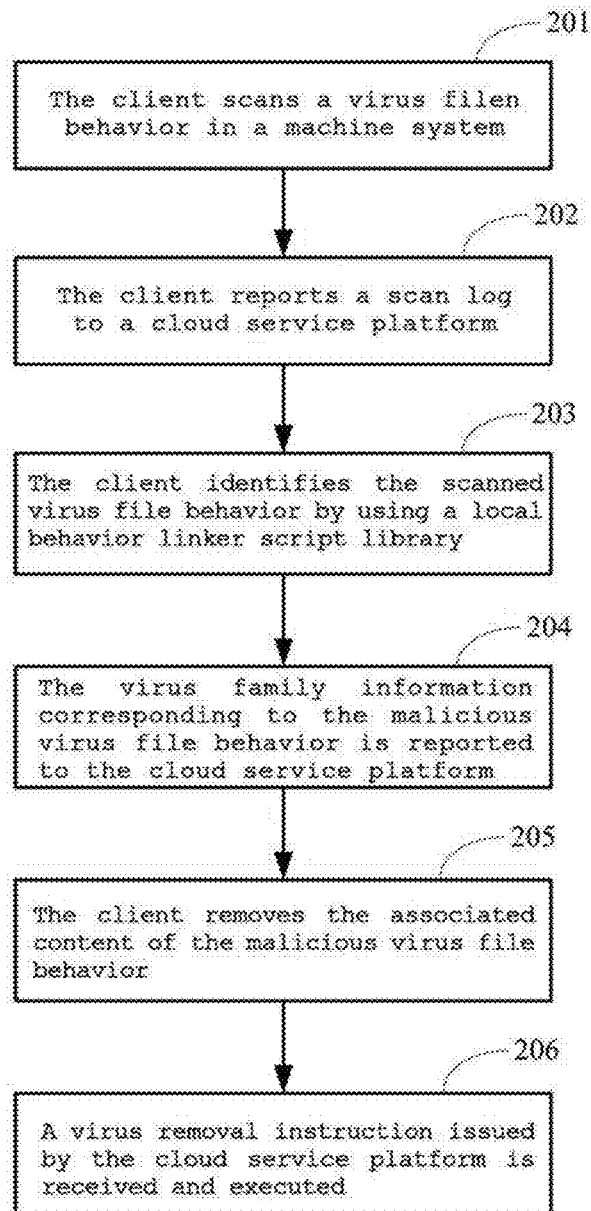 201
The client scans a virus filen
behavior in a machine system
202
The client reports a scan log
to a cloud service platform
203
The client identifies the scanned
virus file behavior by using a local
behavior linker script library
204
The virus family information
corresponding to the malicious
virus file behavior is reported
to the cloud service platform
205
The client removes the associated
content of the malicious virus file
behavior
206
A virus removal instruction issued
by the cloud service platform is
received and executed